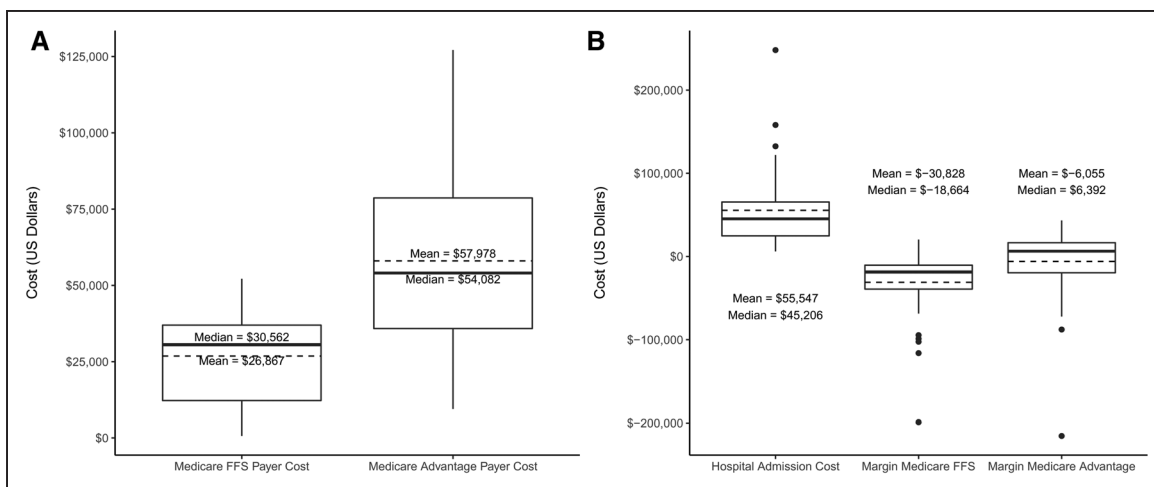 A
Cost (US Dollars)
$125,000
$100,000
$75,000
$50,000
$25,000
$0
Median = $30,562
Mean = $26,867
Mean = $57,978
Median = $54,082
Medicare FFS Payer Cost
Medicare Advantage Payer Cost
B
Cost (US Dollars)
$200,000
$100,000
$0
$−100,000
$−200,000
Mean = $55,547
Median = $45,206
Mean = $−30,828
Median = $−18,664
Mean = $−6,055
Median = $6,392
Hospital Admission Cost
Margin Medicare FFS
Margin Medicare Advantage